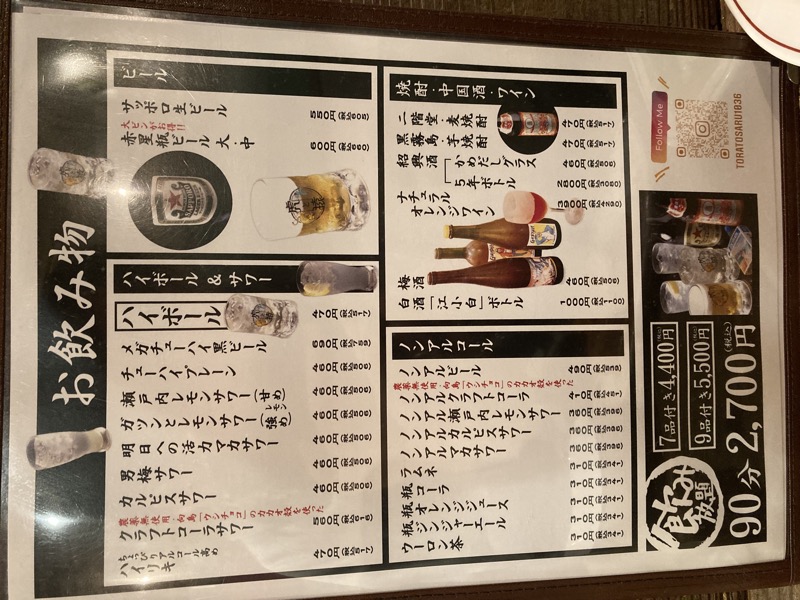 お飲み物
ビール
サッポロ生ビール 550円(税込605)
大ビンがお得!!
赤星瓶ビール 大・中 600円(税込660)
SAPPORO
虎猿
ハイボール & サワー
ハイボール 470円(税込517)
メガチューハイ黒ビール 690円(税込759)
チューハイプレーン 460円(税込506)
瀬戸内レモンサワー(甘め) 460円(税込506)
ガツンとレモンサワー(強めレモン) 460円(税込506)
明日への活力マカサワー 460円(税込506)
男梅サワー 460円(税込506)
カルピスサワー 460円(税込506)
農薬無使用・向島「ウシチョコ」のカカオ殻を使った
クラフトコーラサワー 560円(税込616)
ちょっぴりアルコール高め
ハイリキ 470円(税込517)
焼酎・中国酒・ワイン
二階堂・麦焼酎 470円(税込517)
黒霧島・芋焼酎 470円(税込517)
紹興酒 「かめだしグラス 460円(税込506)
「5年ボトル 2800円(税込3080)
ナチュラル
オレンジワイン 3900円(税込4290)
梅酒 460円(税込506)
白酒「江小白」ボトル 1000円(税込1100)
ノンアルコール
ノンアルビール 490円(税込539)
農薬無使用・向島「ウシチョコ」のカカオ殻を使った
ノンアルクラフトコーラ 410円(税込451)
ノンアル瀬戸内レモンサワー 360円(税込396)
ノンアルカルピスサワー 360円(税込396)
ノンアルマカサワー 360円(税込396)
ラムネ 310円(税込341)
瓶コーラ 310円(税込341)
瓶オレンジジュース 310円(税込341)
瓶ジンジャーエール 310円(税込341)
ウーロン茶 310円(税込341)
飲み放題
7品付き4,400円(税込)
9品付き5,500円(税込)
90分2,700円(税込)
Follow Me
TORATOSARU1036